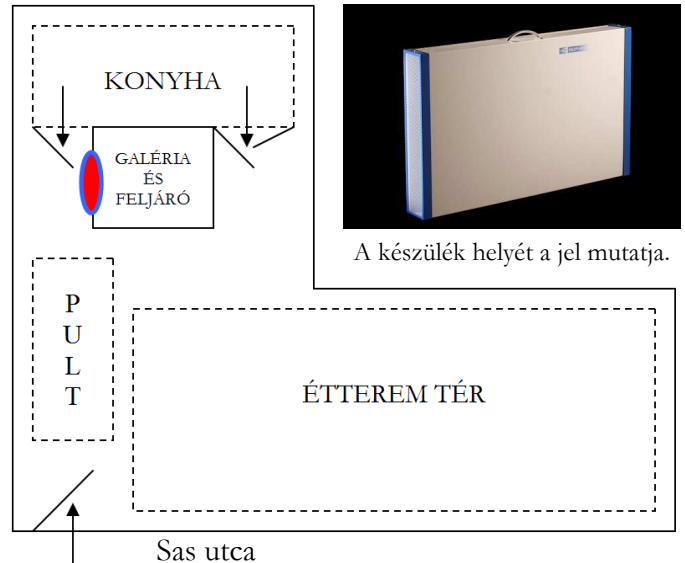 KONYHA
GALÉRIA
ÉS
FELJÁRÓ
A készülék helyét a jel mutatja.
P
U
L
T
ÉTTEREM TÉR
Sas utca